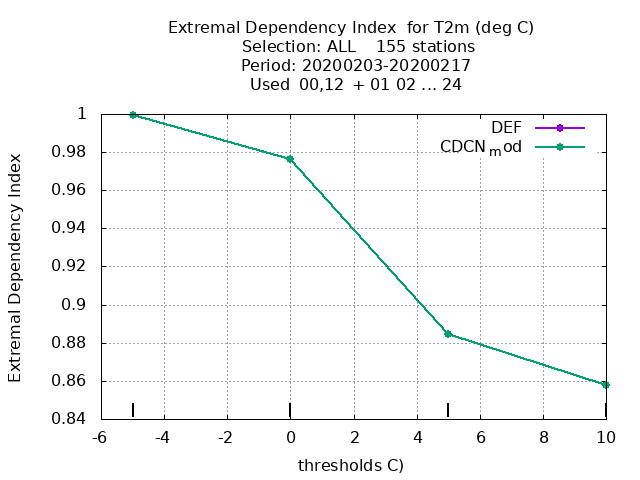 Extremal Dependency Index  for T2m (deg C)
Selection: ALL    155 stations
Period: 20200203-20200217
Used  00,12  + 01 02 ... 24
DEF
CDCNmod
Extremal Dependency Index
1
0.98
0.96
0.94
0.92
0.9
0.88
0.86
0.84
-6 -4 -2 0 2 4 6 8 10
thresholds C)